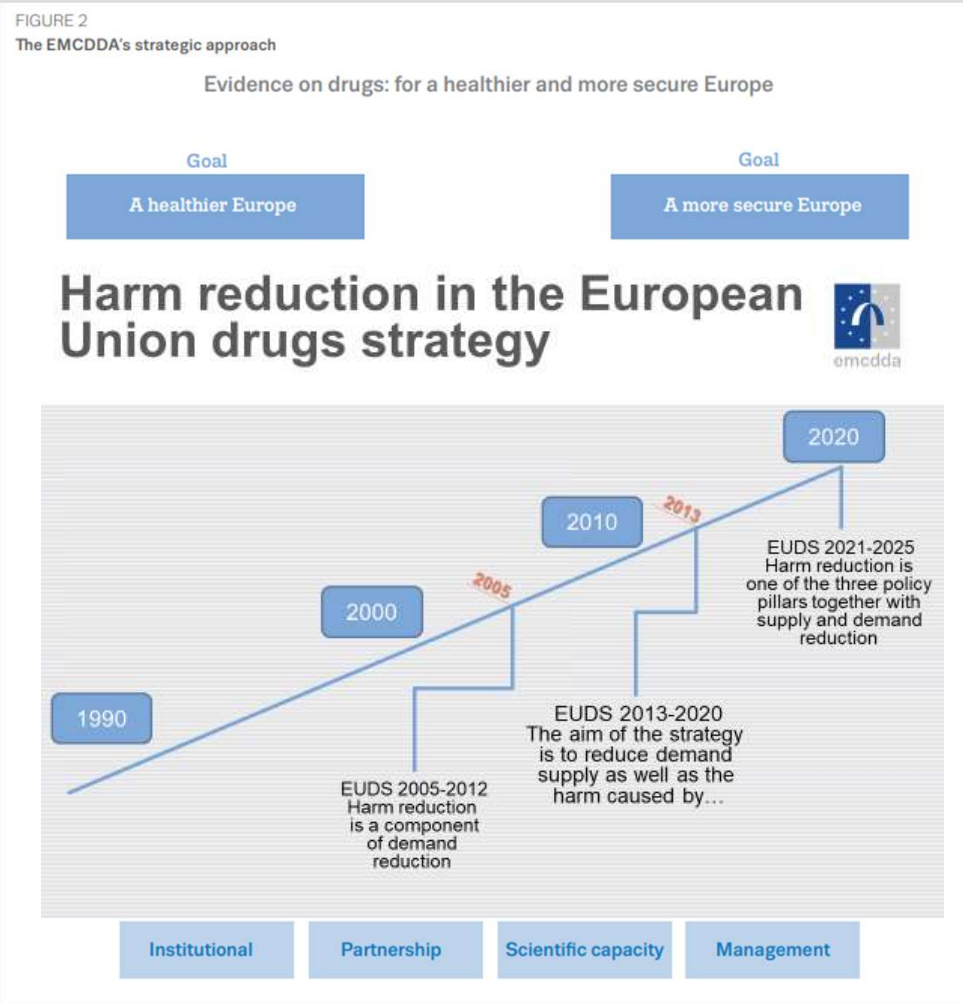 FIGURE 2
The EMCDDA's strategic approach
Evidence on drugs: for a healthier and more secure Europe
Goal
A healthier Europe
Goal
A more secure Europe
Harm reduction in the European
Union drugs strategy
emcdda
1990
2000
2005
2010
2013
2020
EUDS 2005-2012
Harm reduction
is a component
of demand
reduction
EUDS 2013-2020
The aim of the strategy
is to reduce demand
supply as well as the
harm caused by…
EUDS 2021-2025
Harm reduction is
one of the three policy
pillars together with
supply and demand
reduction
Institutional
Partnership
Scientific capacity
Management